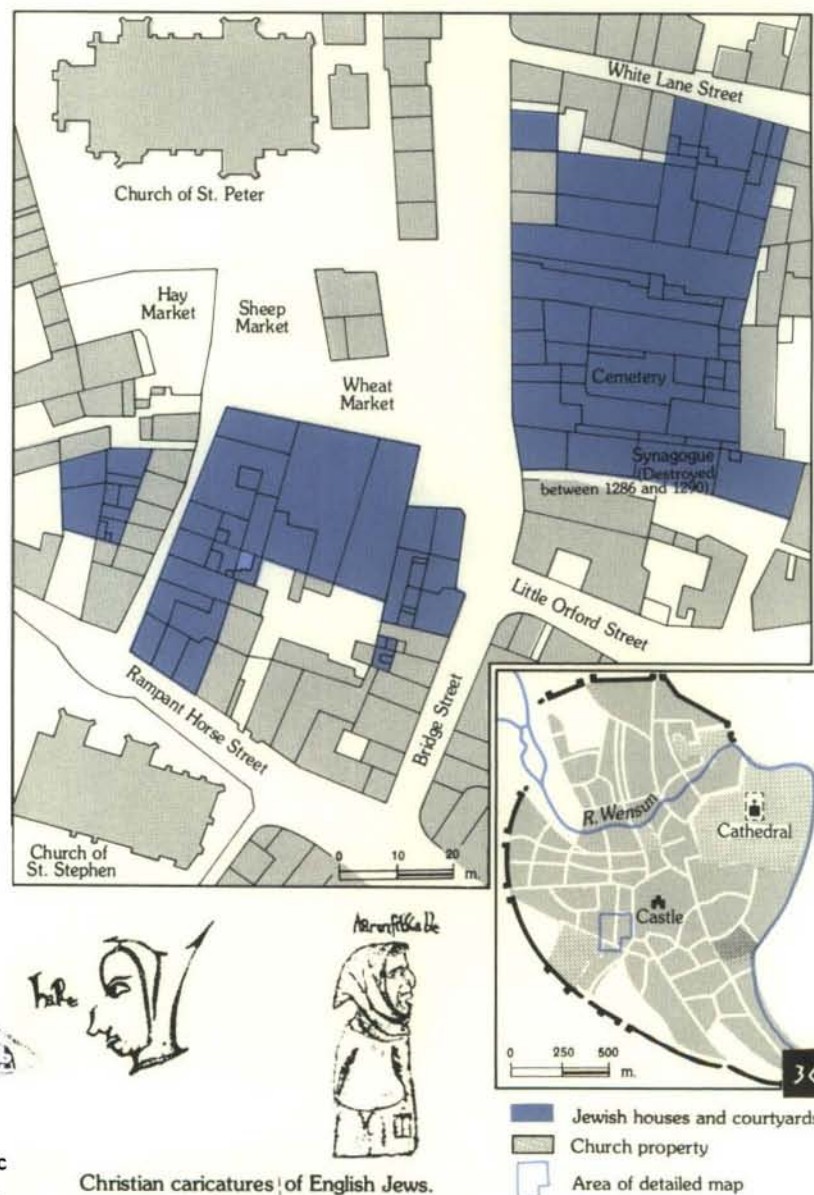 White Lane Street
Church of St. Peter
Hay
Market
Sheep
Market
Wheat
Market
Cemetery
Synagogue
(Destroyed
between 1286 and 1290)
Little Orford Street
Rampant Horse Street
Bridge Street
Church of
St. Stephen
0 10 20
m.
R. Wensum
Cathedral
Castle
0 250 500
m.
Jewish houses and courtyards
Church property
Area of detailed map
Christian caricatures of English Jews.
c